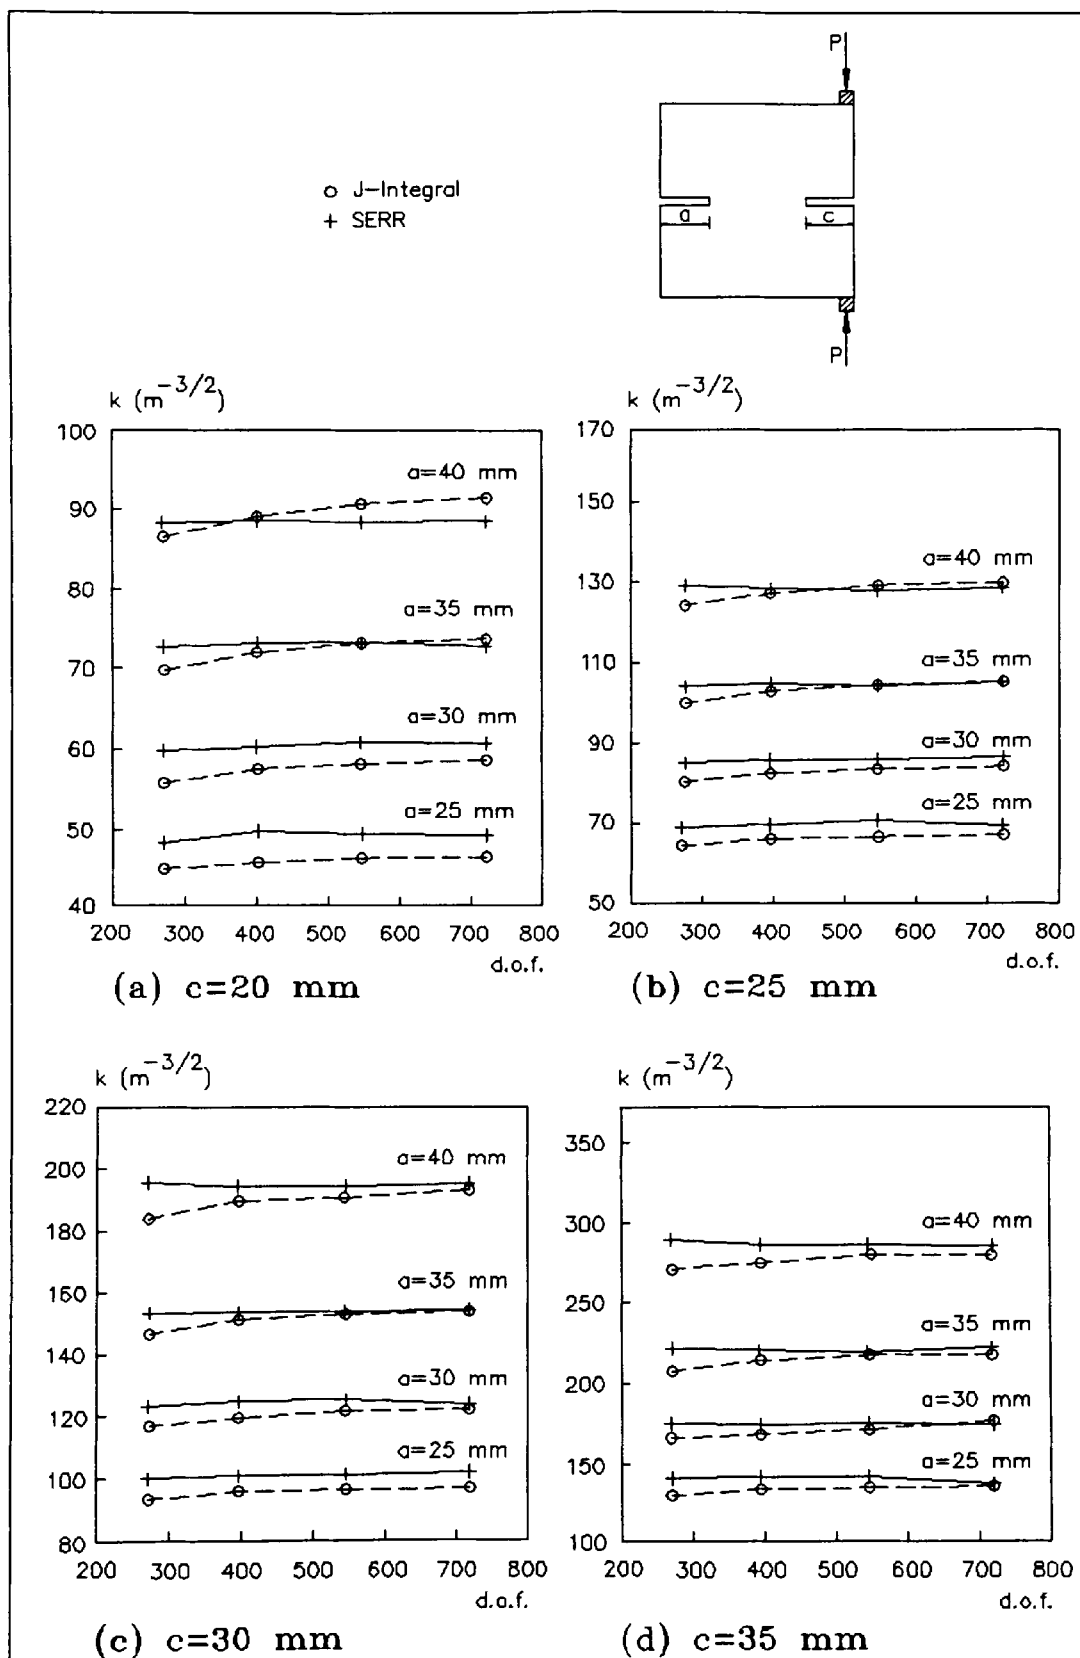 P
o J-Integral
+ SERR
a
c
P
k (m⁻³/²)
100
90
80
70
60
50
40
200 300 400 500 600 700 800
d.o.f.
a=40 mm
a=35 mm
a=30 mm
a=25 mm
(a) c=20 mm
k (m⁻³/²)
170
150
130
110
90
70
50
200 300 400 500 600 700 800
d.o.f.
a=40 mm
a=35 mm
a=30 mm
a=25 mm
(b) c=25 mm
k (m⁻³/²)
220
200
180
160
140
120
100
80
200 300 400 500 600 700 800
d.o.f.
a=40 mm
a=35 mm
a=30 mm
a=25 mm
(c) c=30 mm
k (m⁻³/²)
350
300
250
200
150
100
200 300 400 500 600 700 800
d.o.f.
a=40 mm
a=35 mm
a=30 mm
a=25 mm
(d) c=35 mm